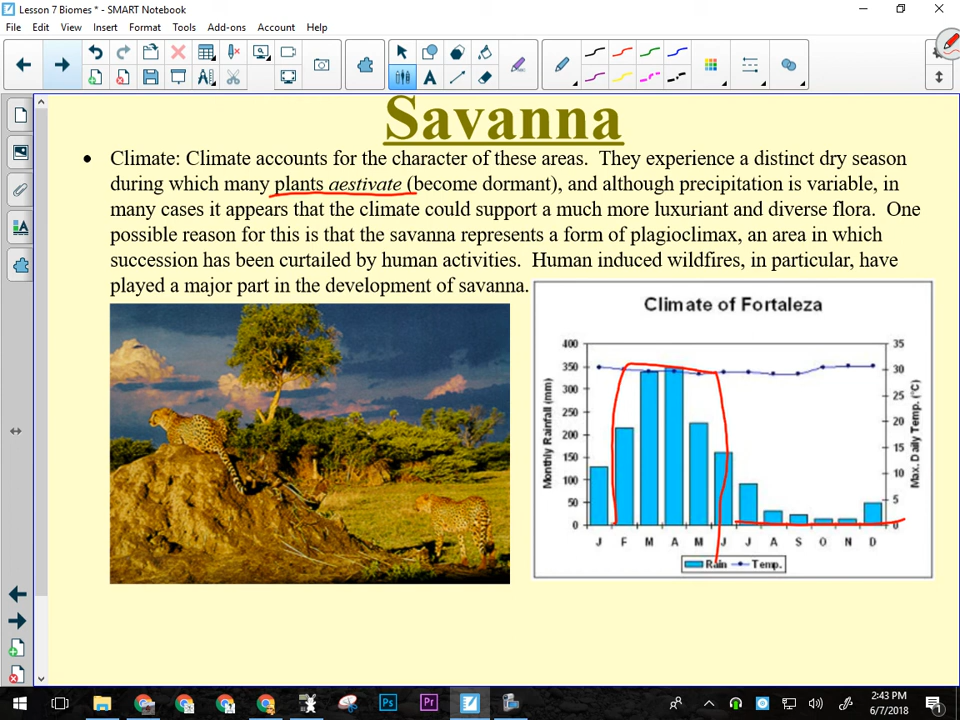 Lesson 7 Biomes * - SMART Notebook
File Edit View Insert Format Tools Add-ons Account Help
Savanna
• Climate: Climate accounts for the character of these areas. They experience a distinct dry season
during which many plants aestivate (become dormant), and although precipitation is variable, in
many cases it appears that the climate could support a much more luxuriant and diverse flora. One
possible reason for this is that the savanna represents a form of plagioclimax, an area in which
succession has been curtailed by human activities. Human induced wildfires, in particular, have
played a major part in the development of savanna.
Climate of Fortaleza
Monthly Rainfall (mm)
400
350
300
250
200
150
100
50
0
35
30
25
20
15
10
5
0
Max. Daily Temp. (°C)
J F M A M J J A S O N D
Rain Temp.
2:43 PM
6/7/2018